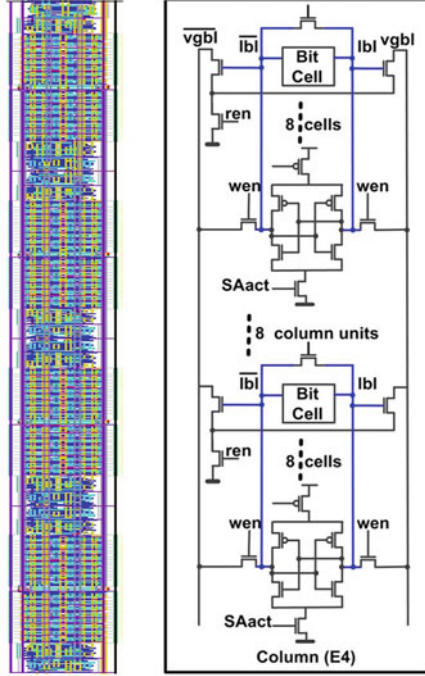 vgbl lbl lbl vgbl
Bit
Cell
ren
8 cells
wen wen
SAact
8 column units
lbl lbl
Bit
Cell
ren
8 cells
wen wen
SAact
Column (E4)